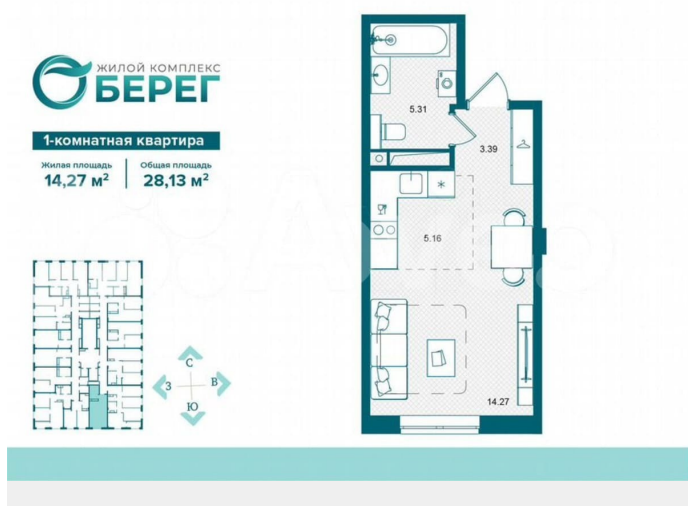 ЖИЛОЙ КОМПЛЕКС
БЕРЕГ
1-комнатная квартира
Жилая площадь
14,27 м²
Общая площадь
28,13 м²
5.31
3.39
5.16
14.27
С
З
В
Ю